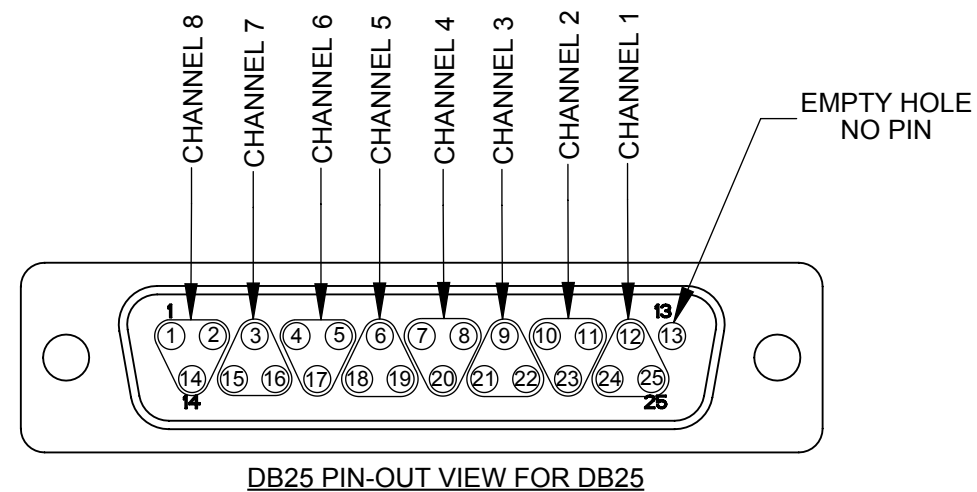 CHANNEL 8
CHANNEL 7
CHANNEL 6
CHANNEL 5
CHANNEL 4
CHANNEL 3
CHANNEL 2
CHANNEL 1
EMPTY HOLE
NO PIN
1 13
1 2 3 4 5 6 7 8 9 10 11 12 13
14 15 16 17 18 19 20 21 22 23 24 25
14 25
DB25 PIN-OUT VIEW FOR DB25